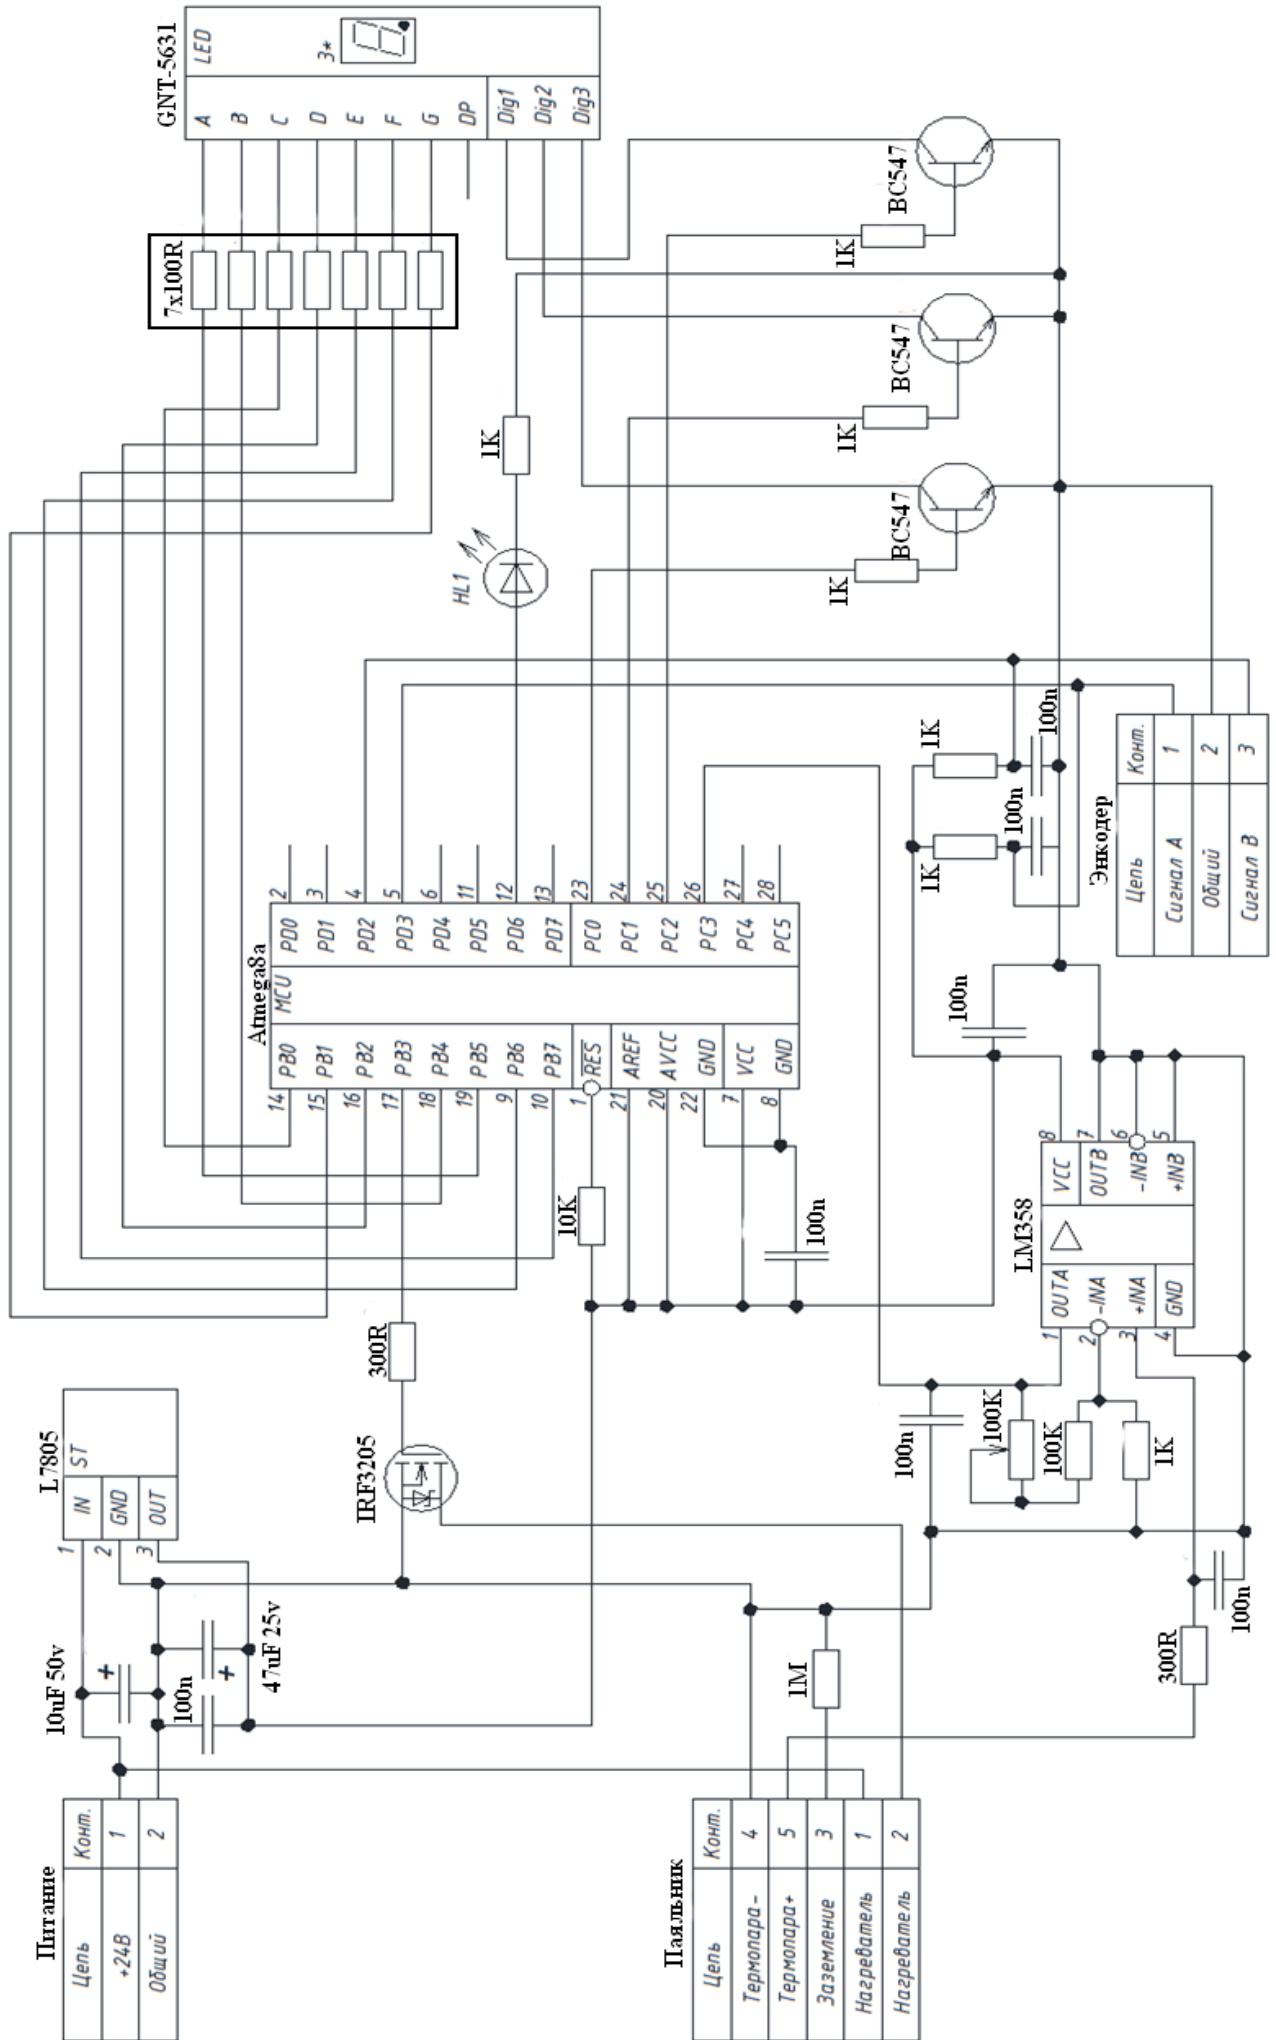 Питание
Цепь Конт.
+24В 1
Общий 2
10uF 50v
+
100n
+
47uF 25v
L7805
ST
1 IN
2 GND
3 OUT
Паяльник
Цепь Конт.
Термопара- 4
Термопара+ 5
Заземление 3
Нагреватель 1
Нагреватель 2
1M
IRF3205
300R
300R
100n
100n
100K
100K
1K
LM358
1 OUTA
2 -INA
3 +INA
4 GND
VCC 8
OUTB 7
-INB 6
+INB 5
10K
100n
100n
Atmega8a
MCU
14 PB0
15 PB1
16 PB2
17 PB3
18 PB4
19 PB5
9 PB6
10 PB7
1 RES
21 AREF
20 AVCC
22 GND
7 VCC
8 GND
PD0 2
PD1 3
PD2 4
PD3 5
PD4 6
PD5 11
PD6 12
PD7 13
PC0 23
PC1 24
PC2 25
PC3 26
PC4 27
PC5 28
1K
1K
100n
100n
Энкодер
Цепь Конт.
Сигнал А 1
Общий 2
Сигнал В 3
HL1
1K
1K
BC547
1K
BC547
1K
BC547
7x100R
GNT-5631
LED
3*
A
B
C
D
E
F
G
DP
Dig1
Dig2
Dig3